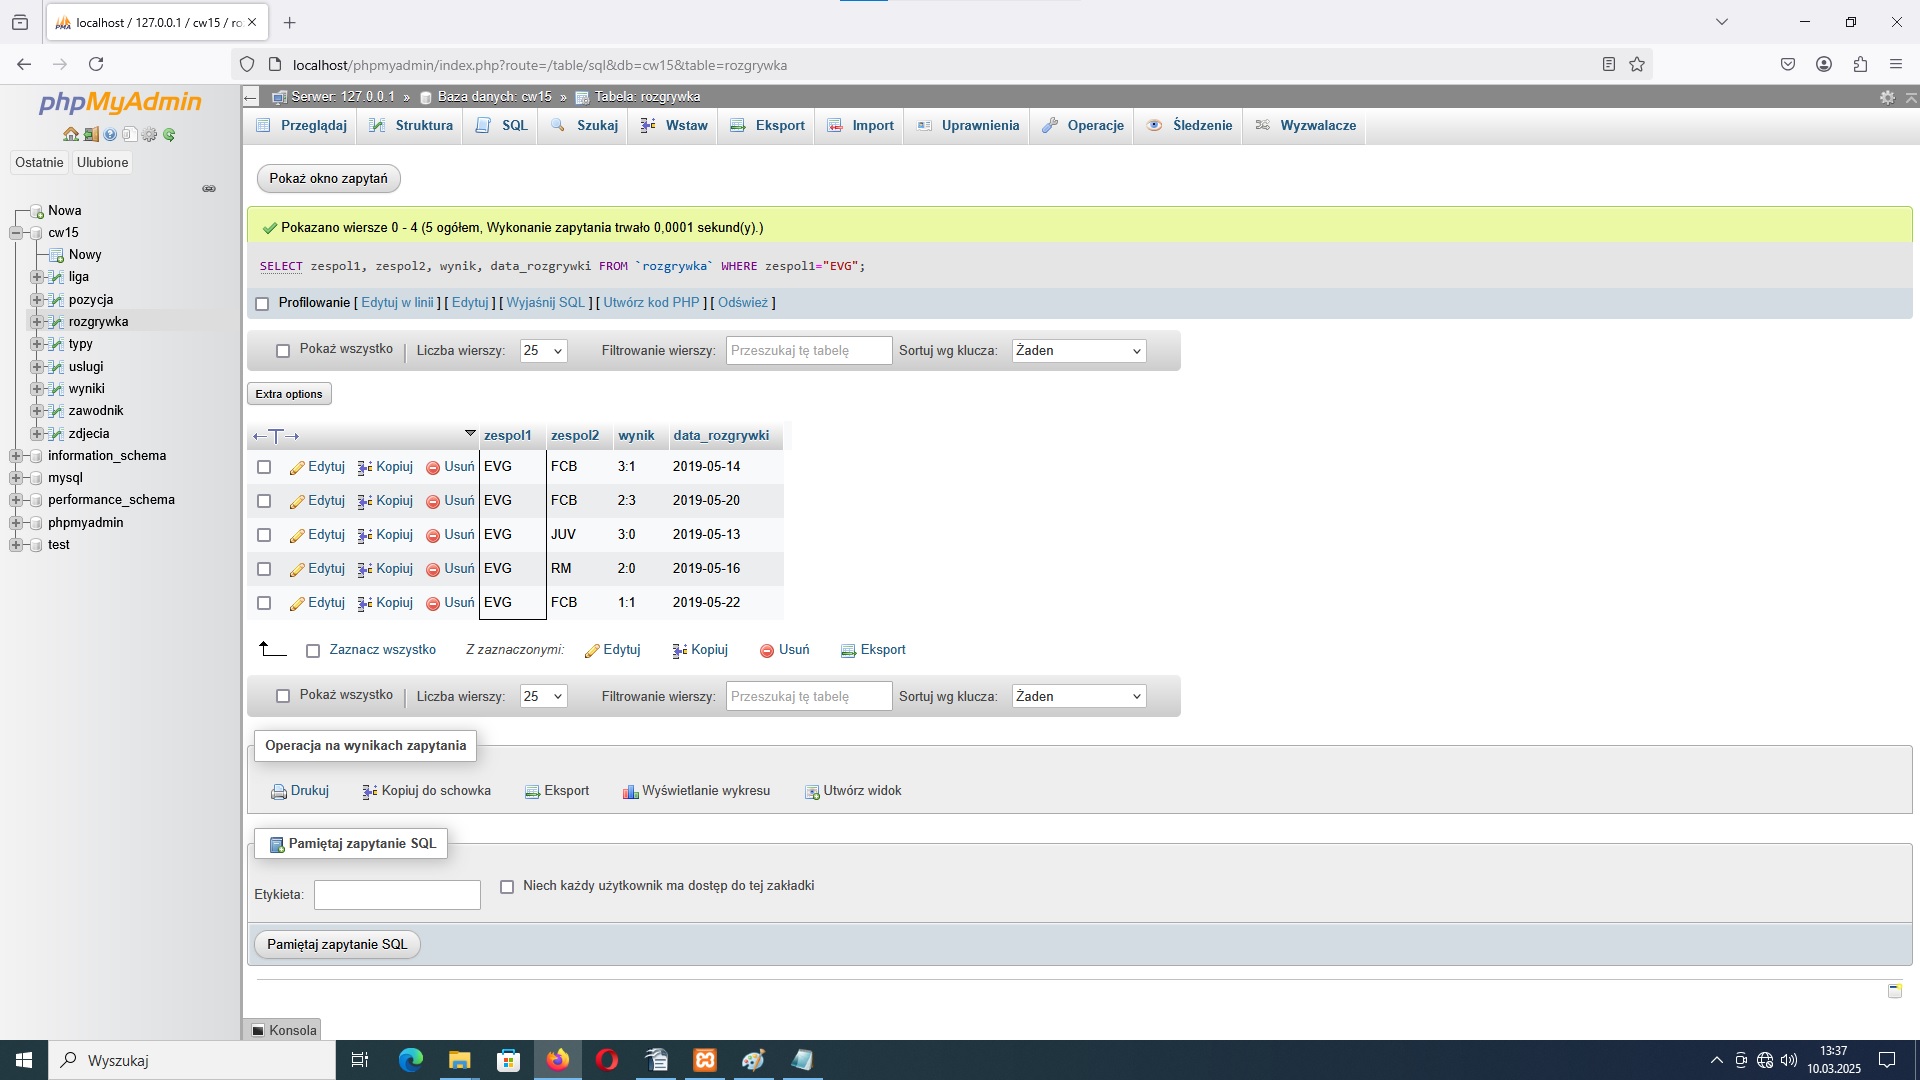 localhost / 127.0.0.1 / cw15 / ro
localhost/phpmyadmin/index.php?route=/table/sql&db=cw15&table=rozgrywka
phpMyAdmin
Ostatnie Ulubione
Nowa
cw15
Nowy
liga
pozycja
rozgrywka
typy
uslugi
wyniki
zawodnik
zdjecia
information_schema
mysql
performance_schema
phpmyadmin
test
Serwer: 127.0.0.1 » Baza danych: cw15 » Tabela: rozgrywka
Przeglądaj Struktura SQL Szukaj Wstaw Eksport Import Uprawnienia Operacje Śledzenie Wyzwalacze
Pokaż okno zapytań
Pokazano wiersze 0 - 4 (5 ogółem, Wykonanie zapytania trwało 0,0001 sekund(y).)
SELECT zespol1, zespol2, wynik, data_rozgrywki FROM `rozgrywka` WHERE zespol1="EVG";
Profilowanie [ Edytuj w linii ] [ Edytuj ] [ Wyjaśnij SQL ] [ Utwórz kod PHP ] [ Odśwież ]
Pokaż wszystko | Liczba wierszy: 25 Filtrowanie wierszy: Przeszukaj tę tabelę Sortuj wg klucza: Żaden
Extra options
←T→ zespol1 zespol2 wynik data_rozgrywki
Edytuj Kopiuj Usuń EVG FCB 3:1 2019-05-14
Edytuj Kopiuj Usuń EVG FCB 2:3 2019-05-20
Edytuj Kopiuj Usuń EVG JUV 3:0 2019-05-13
Edytuj Kopiuj Usuń EVG RM 2:0 2019-05-16
Edytuj Kopiuj Usuń EVG FCB 1:1 2019-05-22
Zaznacz wszystko Z zaznaczonymi: Edytuj Kopiuj Usuń Eksport
Pokaż wszystko | Liczba wierszy: 25 Filtrowanie wierszy: Przeszukaj tę tabelę Sortuj wg klucza: Żaden
Operacja na wynikach zapytania
Drukuj Kopiuj do schowka Eksport Wyświetlanie wykresu Utwórz widok
Pamiętaj zapytanie SQL
Etykieta: Niech każdy użytkownik ma dostęp do tej zakładki
Pamiętaj zapytanie SQL
Konsola
Wyszukaj
13:37
10.03.2025